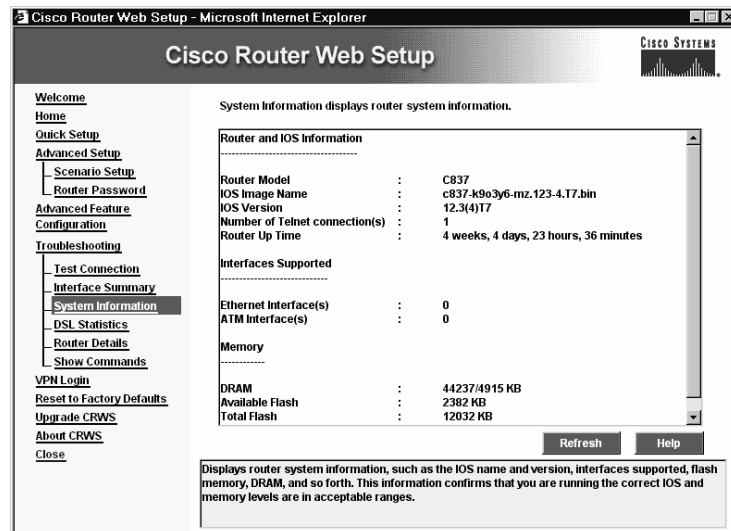 Cisco Router Web Setup - Microsoft Internet Explorer
Cisco Router Web Setup
CISCO SYSTEMS
Welcome
Home
Quick Setup
Advanced Setup
Scenario Setup
Router Password
Advanced Feature
Configuration
Troubleshooting
Test Connection
Interface Summary
System Information
DSL Statistics
Router Details
Show Commands
VPN Login
Reset to Factory Defaults
Upgrade CRWS
About CRWS
Close
System Information displays router system information.
Router and IOS Information
------------------------------------
Router Model : C837
IOS Image Name : c837-k9o3y6-mz.123-4.T7.bin
IOS Version : 12.3(4)T7
Number of Telnet connection(s) : 1
Router Up Time : 4 weeks, 4 days, 23 hours, 36 minutes
Interfaces Supported
----------------------------
Ethernet Interface(s) : 0
ATM Interface(s) : 0
Memory
------------
DRAM : 44237/4915 KB
Available Flash : 2382 KB
Total Flash : 12032 KB
Refresh Help
Displays router system information, such as the IOS name and version, interfaces supported, flash
memory, DRAM, and so forth. This information confirms that you are running the correct IOS and
memory levels are in acceptable ranges.